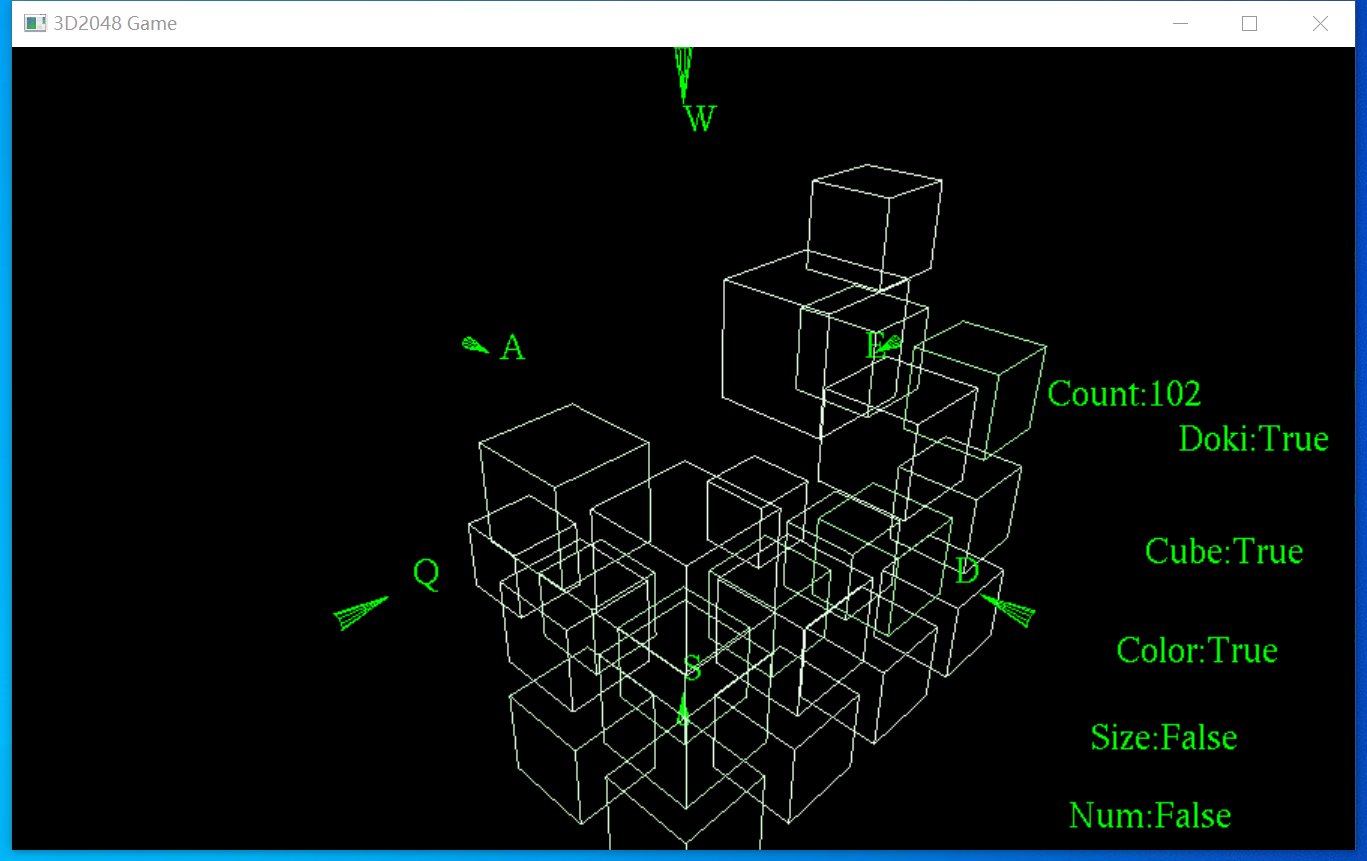 3D2048 Game
W
A
E
Count:102
Doki:True
Q
D
Cube:True
S
Color:True
Size:False
Num:False